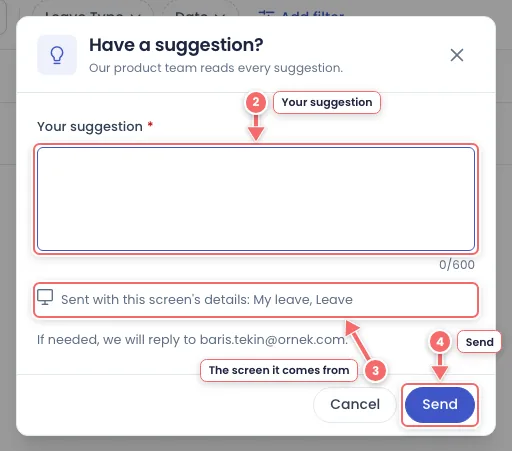 Leave Type
Date
Add filter
Have a suggestion?
Our product team reads every suggestion.
2
Your suggestion
Your suggestion *
0/600
Sent with this screen's details: My leave, Leave
If needed, we will reply to baris.tekin@ornek.com.
4
Send
The screen it comes from
3
Cancel
Send